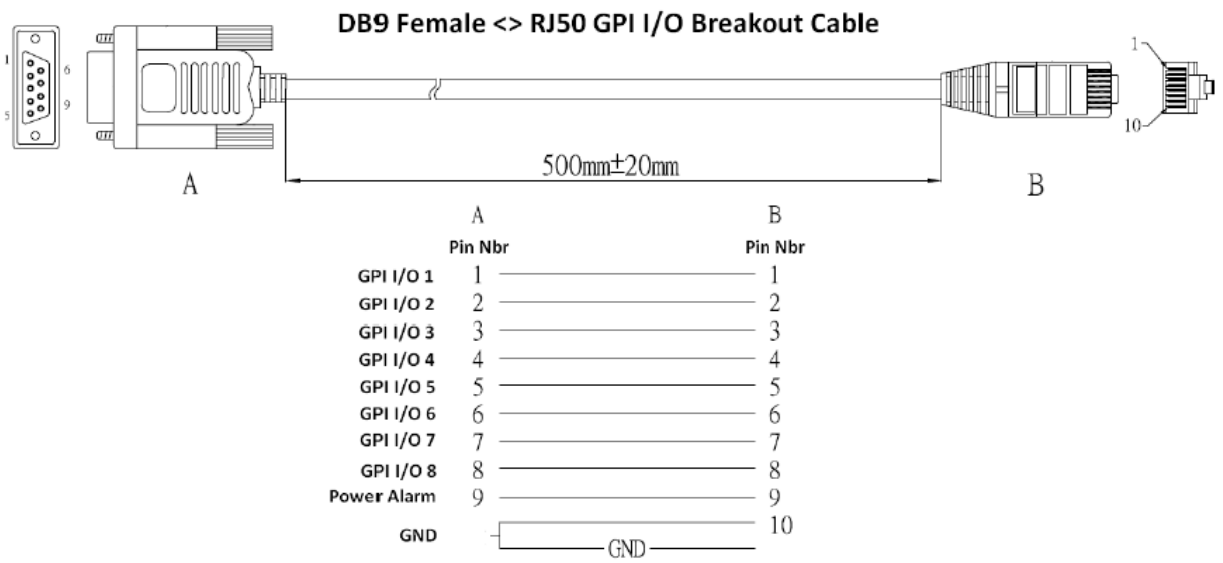 DB9 Female <> RJ50 GPI I/O Breakout Cable
1
6
9
5
1
10
500mm±20mm
A
B
A B
Pin Nbr Pin Nbr
GPI I/O 1 1 1
GPI I/O 2 2 2
GPI I/O 3 3 3
GPI I/O 4 4 4
GPI I/O 5 5 5
GPI I/O 6 6 6
GPI I/O 7 7 7
GPI I/O 8 8 8
Power Alarm 9 9
10
GND
GND